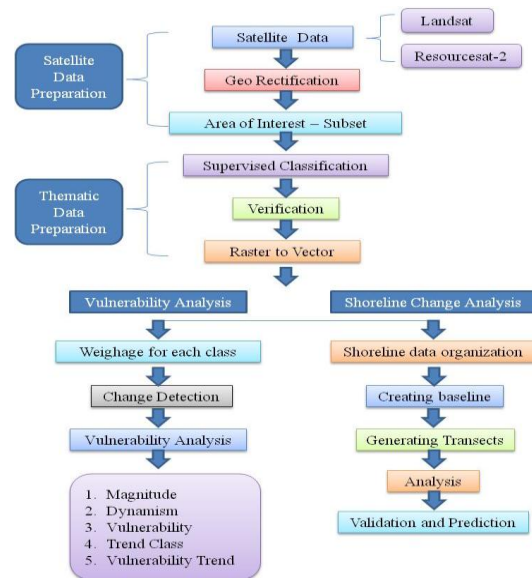 Satellite Data
Landsat
Resourcesat-2
Satellite
Data
Preparation
Geo Rectification
Area of Interest – Subset
Supervised Classification
Thematic
Data
Preparation
Verification
Raster to Vector
Vulnerability Analysis
Shoreline Change Analysis
Weighage for each class
Shoreline data organization
Change Detection
Creating baseline
Vulnerability Analysis
Generating Transects
1. Magnitude
2. Dynamism
3. Vulnerability
4. Trend Class
5. Vulnerability Trend
Analysis
Validation and Prediction